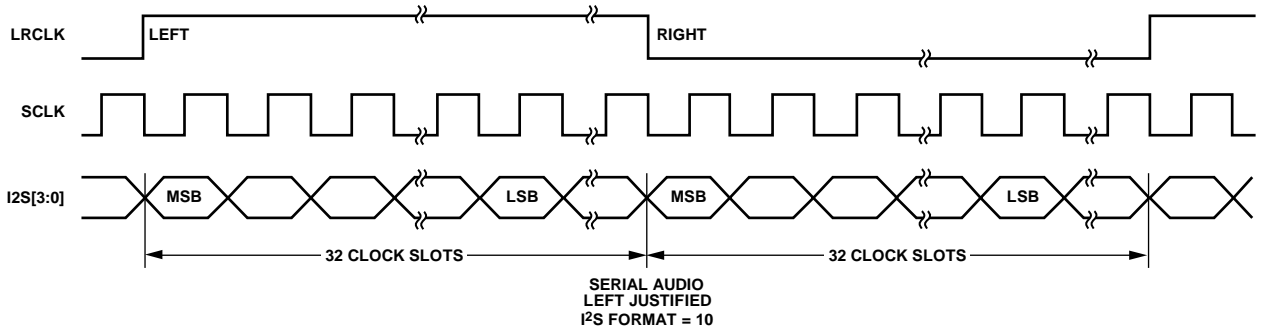 LRCLK
LEFT
RIGHT
SCLK
I2S[3:0]
MSB
LSB
MSB
LSB
32 CLOCK SLOTS
32 CLOCK SLOTS
SERIAL AUDIO
LEFT JUSTIFIED
I²S FORMAT = 10